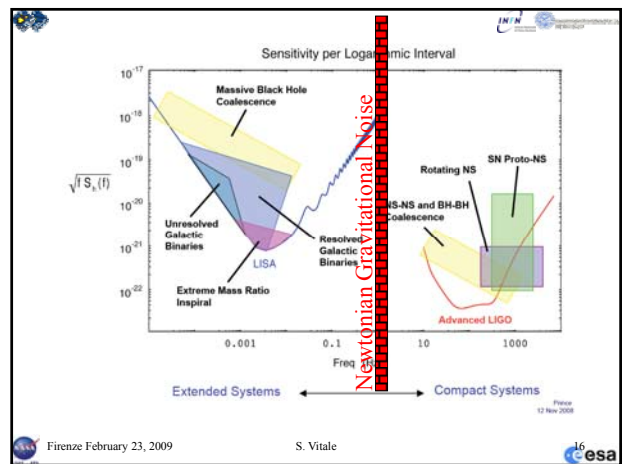 INFN
Sensitivity per Logar mic Interval
10-17
10-18
10-19
10-20
10-21
10-22
√f Sh(f)
Massive Black Hole
Coalescence
Unresolved
Galactic
Binaries
LISA
Resolved
Galactic
Binaries
Extreme Mass Ratio
Inspiral
Newtonian Gravitational Noise
Rotating NS
SN Proto-NS
NS-NS and BH-BH
Coalescence
Advanced LIGO
0.001
0.1
10
1000
Freq
Extended Systems
Compact Systems
Prince
12 Nov 2008
Firenze February 23, 2009
S. Vitale
16
esa